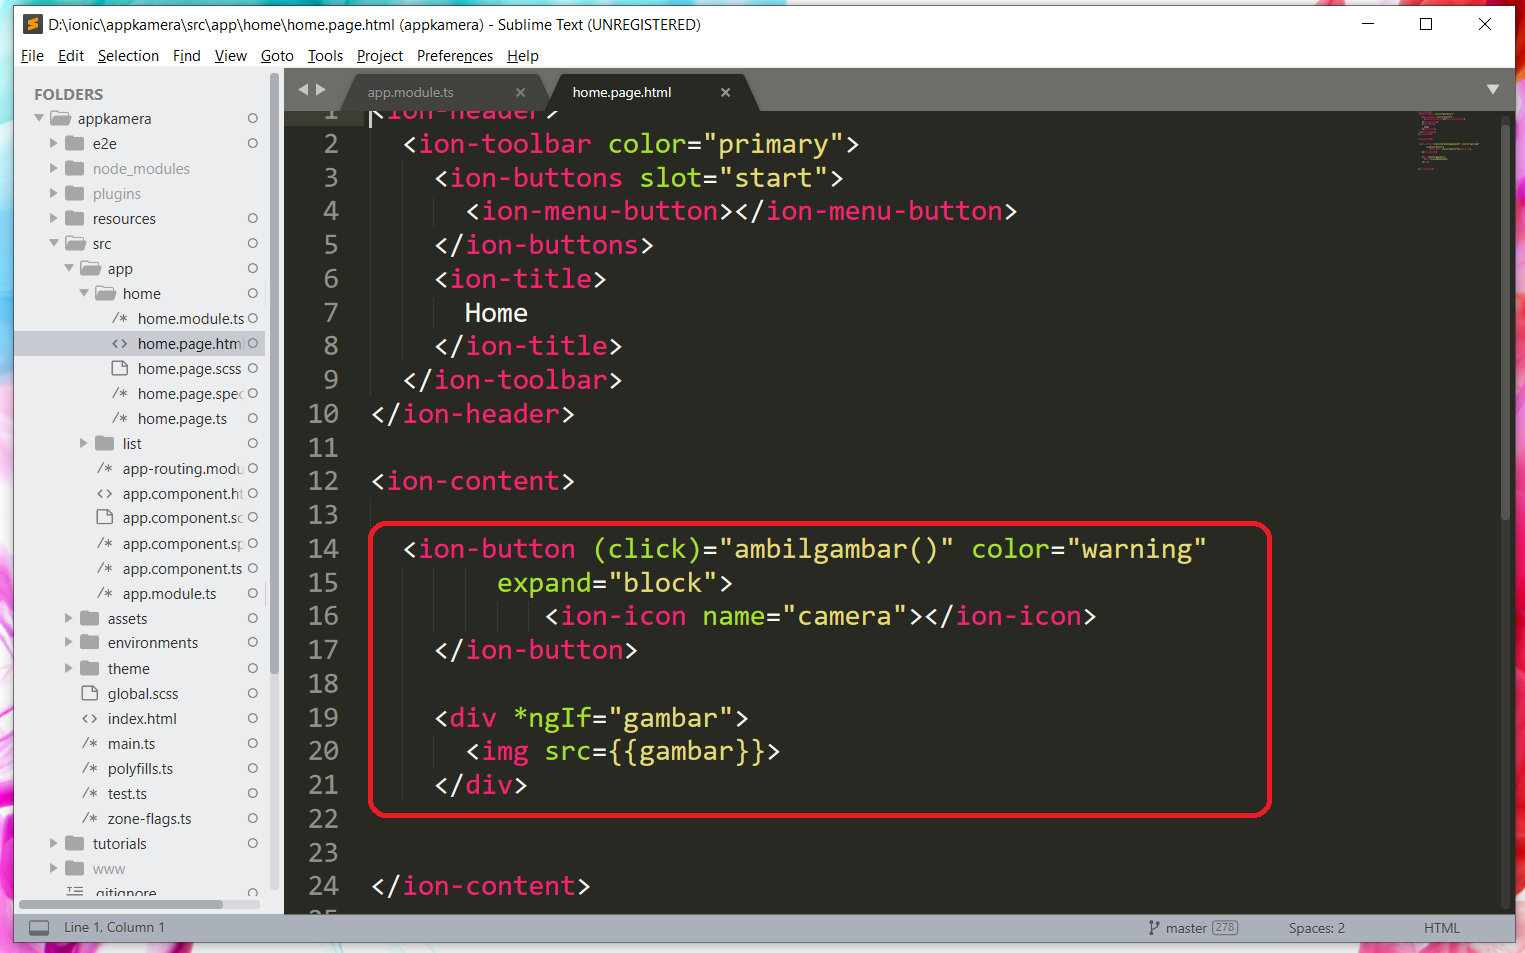 D:\ionic\appkamera\src\app\home\home.page.html (appkamera) - Sublime Text (UNREGISTERED)
File Edit Selection Find View Goto Tools Project Preferences Help
FOLDERS
appkamera
e2e
node_modules
plugins
resources
src
app
home
/* home.module.ts
<> home.page.htm
home.page.scss
/* home.page.spec
/* home.page.ts
list
/* app-routing.modu
<> app.component.ht
app.component.sc
/* app.component.sp
/* app.component.ts
/* app.module.ts
assets
environments
theme
global.scss
<> index.html
/* main.ts
/* polyfills.ts
/* test.ts
/* zone-flags.ts
tutorials
www
.gitignore
app.module.ts × home.page.html ×
1 <ion-header>
2 <ion-toolbar color="primary">
3 <ion-buttons slot="start">
4 <ion-menu-button></ion-menu-button>
5 </ion-buttons>
6 <ion-title>
7 Home
8 </ion-title>
9 </ion-toolbar>
10 </ion-header>
11
12 <ion-content>
13
14 <ion-button (click)="ambilgambar()" color="warning"
15 expand="block">
16 <ion-icon name="camera"></ion-icon>
17 </ion-button>
18
19 <div *ngIf="gambar">
20 <img src={{gambar}}>
21 </div>
22
23
24 </ion-content>
25
Line 1, Column 1 master 278 Spaces: 2 HTML